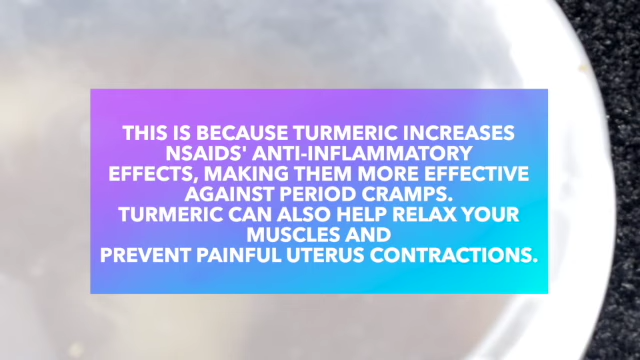 THIS IS BECAUSE TURMERIC INCREASES
NSAIDS' ANTI-INFLAMMATORY
EFFECTS, MAKING THEM MORE EFFECTIVE
AGAINST PERIOD CRAMPS.
TURMERIC CAN ALSO HELP RELAX YOUR
MUSCLES AND
PREVENT PAINFUL UTERUS CONTRACTIONS.